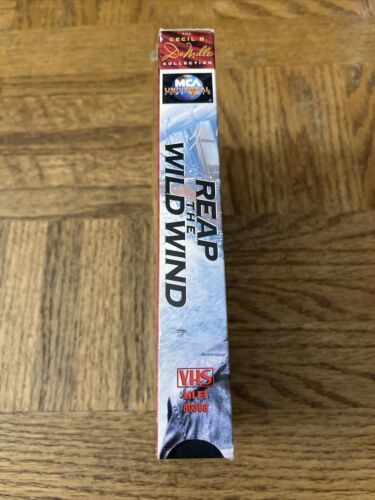 THE
CECIL B.
DeMille
COLLECTION
MCA
UNIVERSAL
REAP
THE
WILD WIND
VHS
HI-FI